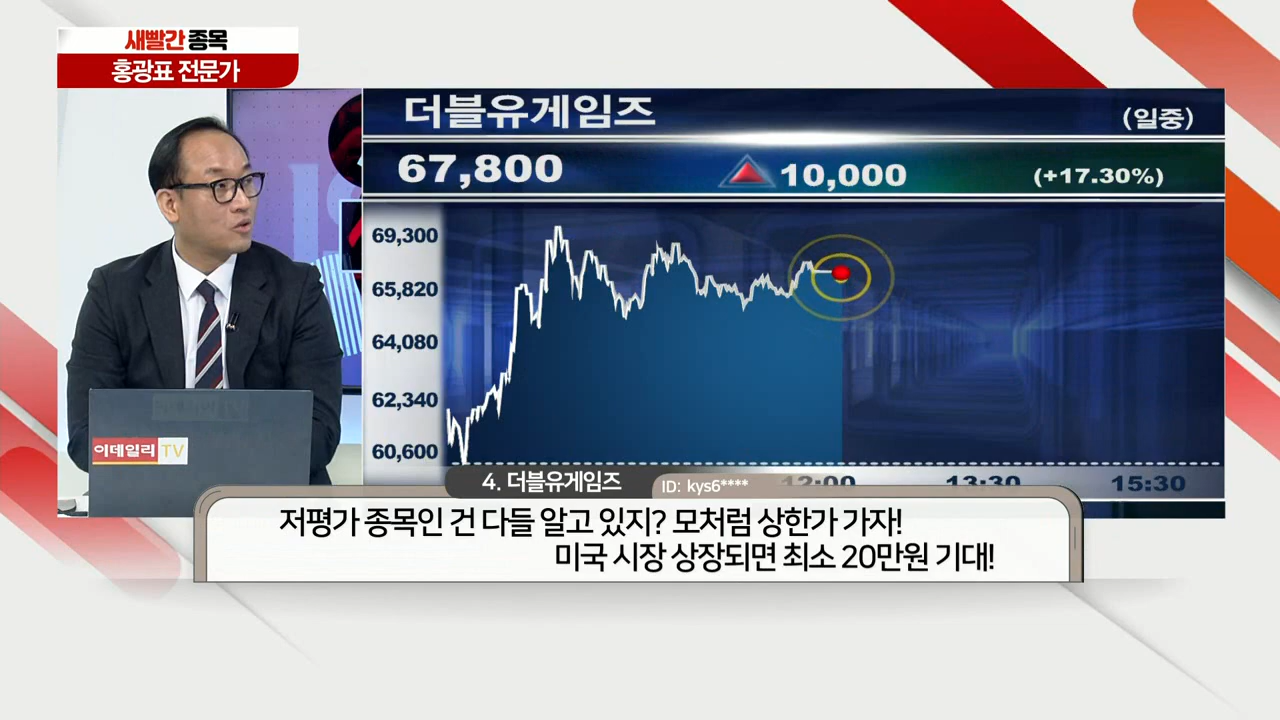 새빨간 종목
홍광표 전문가
더블유게임즈
(일중)
67,800
10,000
(+17.30%)
69,300
65,820
64,080
62,340
60,600
12:00
13:30
15:30
이데일리 TV
4. 더블유게임즈
ID: kys6****
저평가 종목인 건 다들 알고 있지? 모처럼 상한가 가자!
미국 시장 상장되면 최소 20만원 기대!